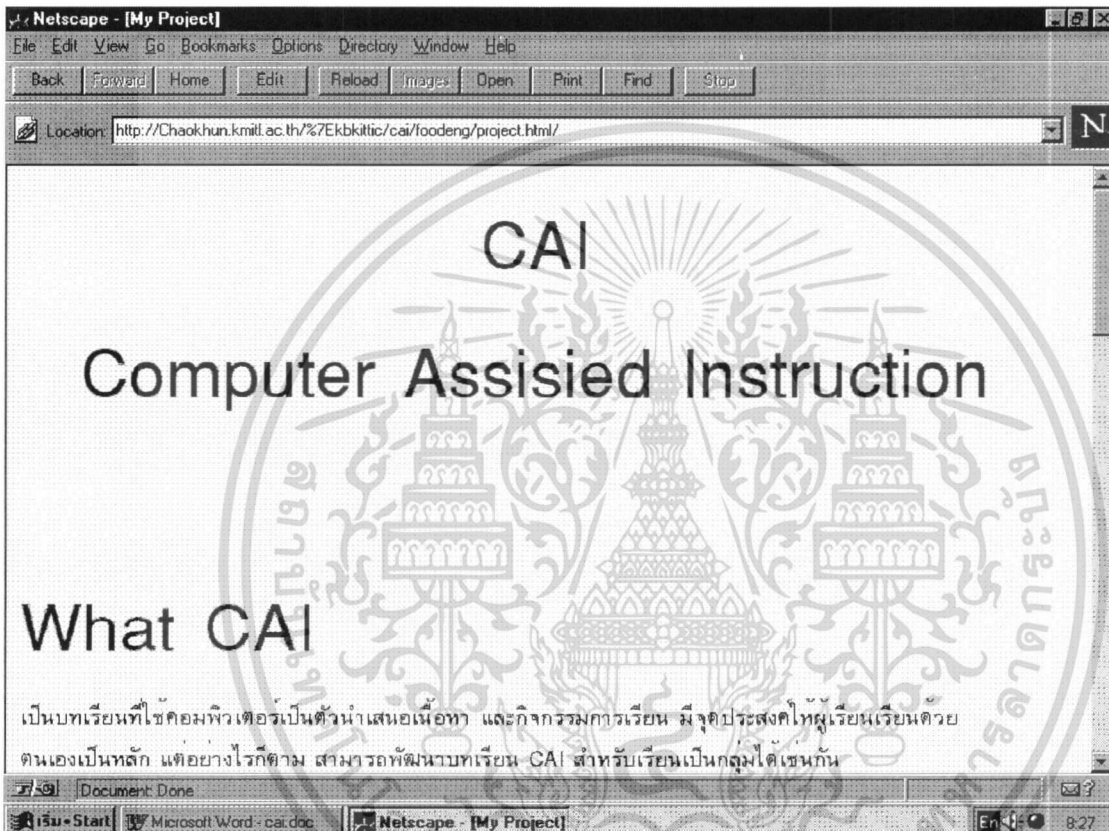 Netscape - [My Project]
File Edit View Go Bookmarks Options Directory Window Help
Back Forward Home Edit Reload Images Open Print Find Stop
Location: http://Chaokhun.kmitl.ac.th/%7Ekbkittic/cai/foodeng/project.html/
N
CAI
Computer Assisied Instruction
What CAI
เป็นบทเรียนที่ใช้คอมพิวเตอร์เป็นตัวนำเสนอเนื้อหา และกิจกรรมการเรียน มีจุดประสงค์ให้ผู้เรียนเรียนด้วย
ตนเองเป็นหลัก แต่อย่างไรก็ตาม สามารถพัฒนาบทเรียน CAI สำหรับเรียนเป็นกลุ่มได้เช่นกัน
Document: Done
เริ่ม•Start Microsoft Word - cai.doc Netscape - [My Project] En 8:27